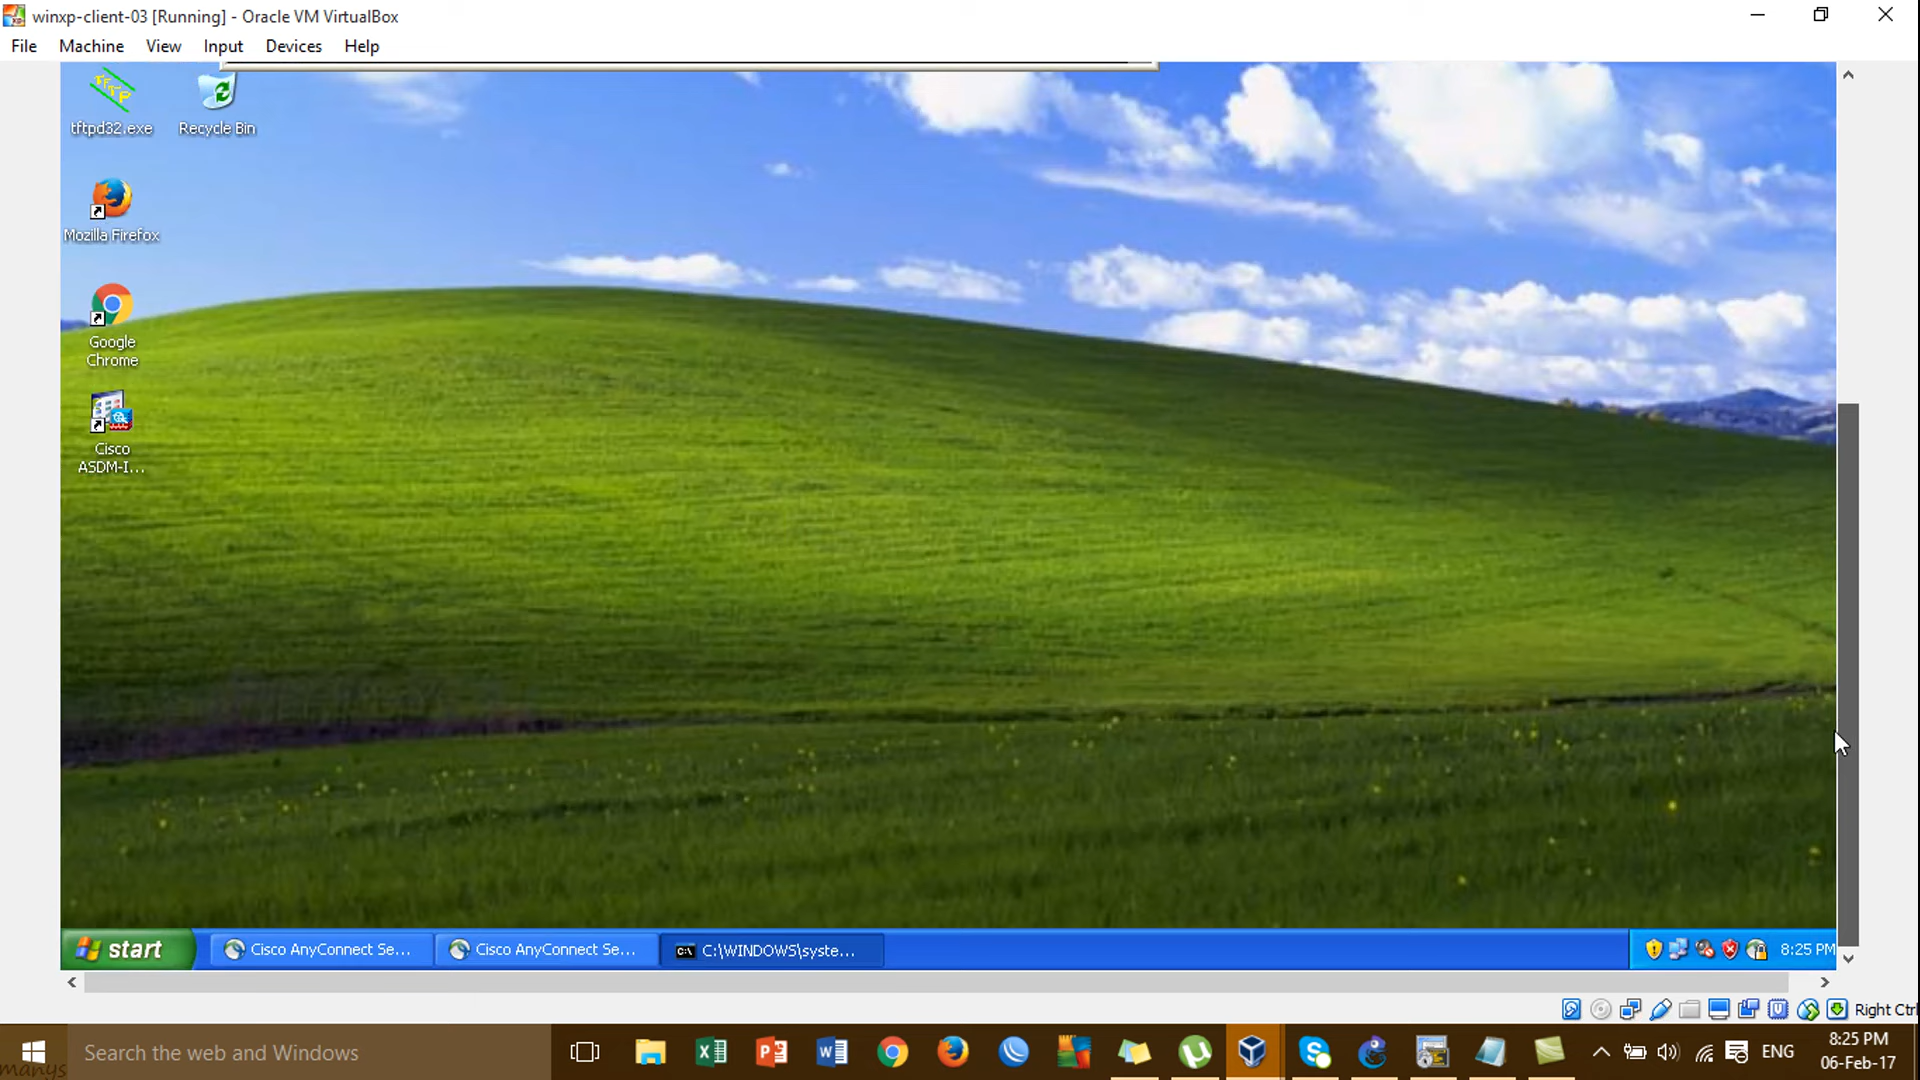 winxp-client-03 [Running] - Oracle VM VirtualBox
File Machine View Input Devices Help
TFTP
tftpd32.exe
Recycle Bin
Mozilla Firefox
Google
Chrome
Cisco
ASDM-I...
start
Cisco AnyConnect Se...
Cisco AnyConnect Se...
C:\WINDOWS\syste...
8:25 PM
Right Ctrl
Search the web and Windows
manys
ENG
8:25 PM
06-Feb-17